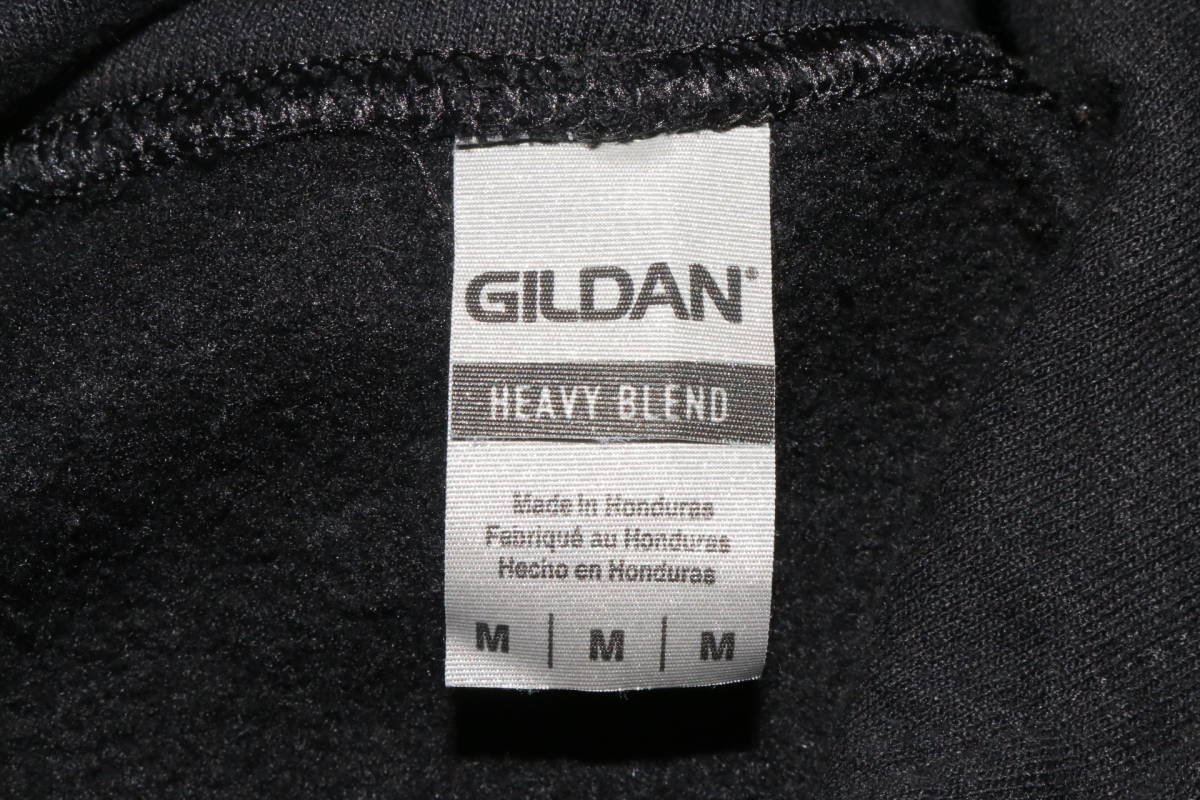 GILDAN®
HEAVY BLEND
Made in Honduras
Fabriqué au Honduras
Hecho en Honduras
M | M | M